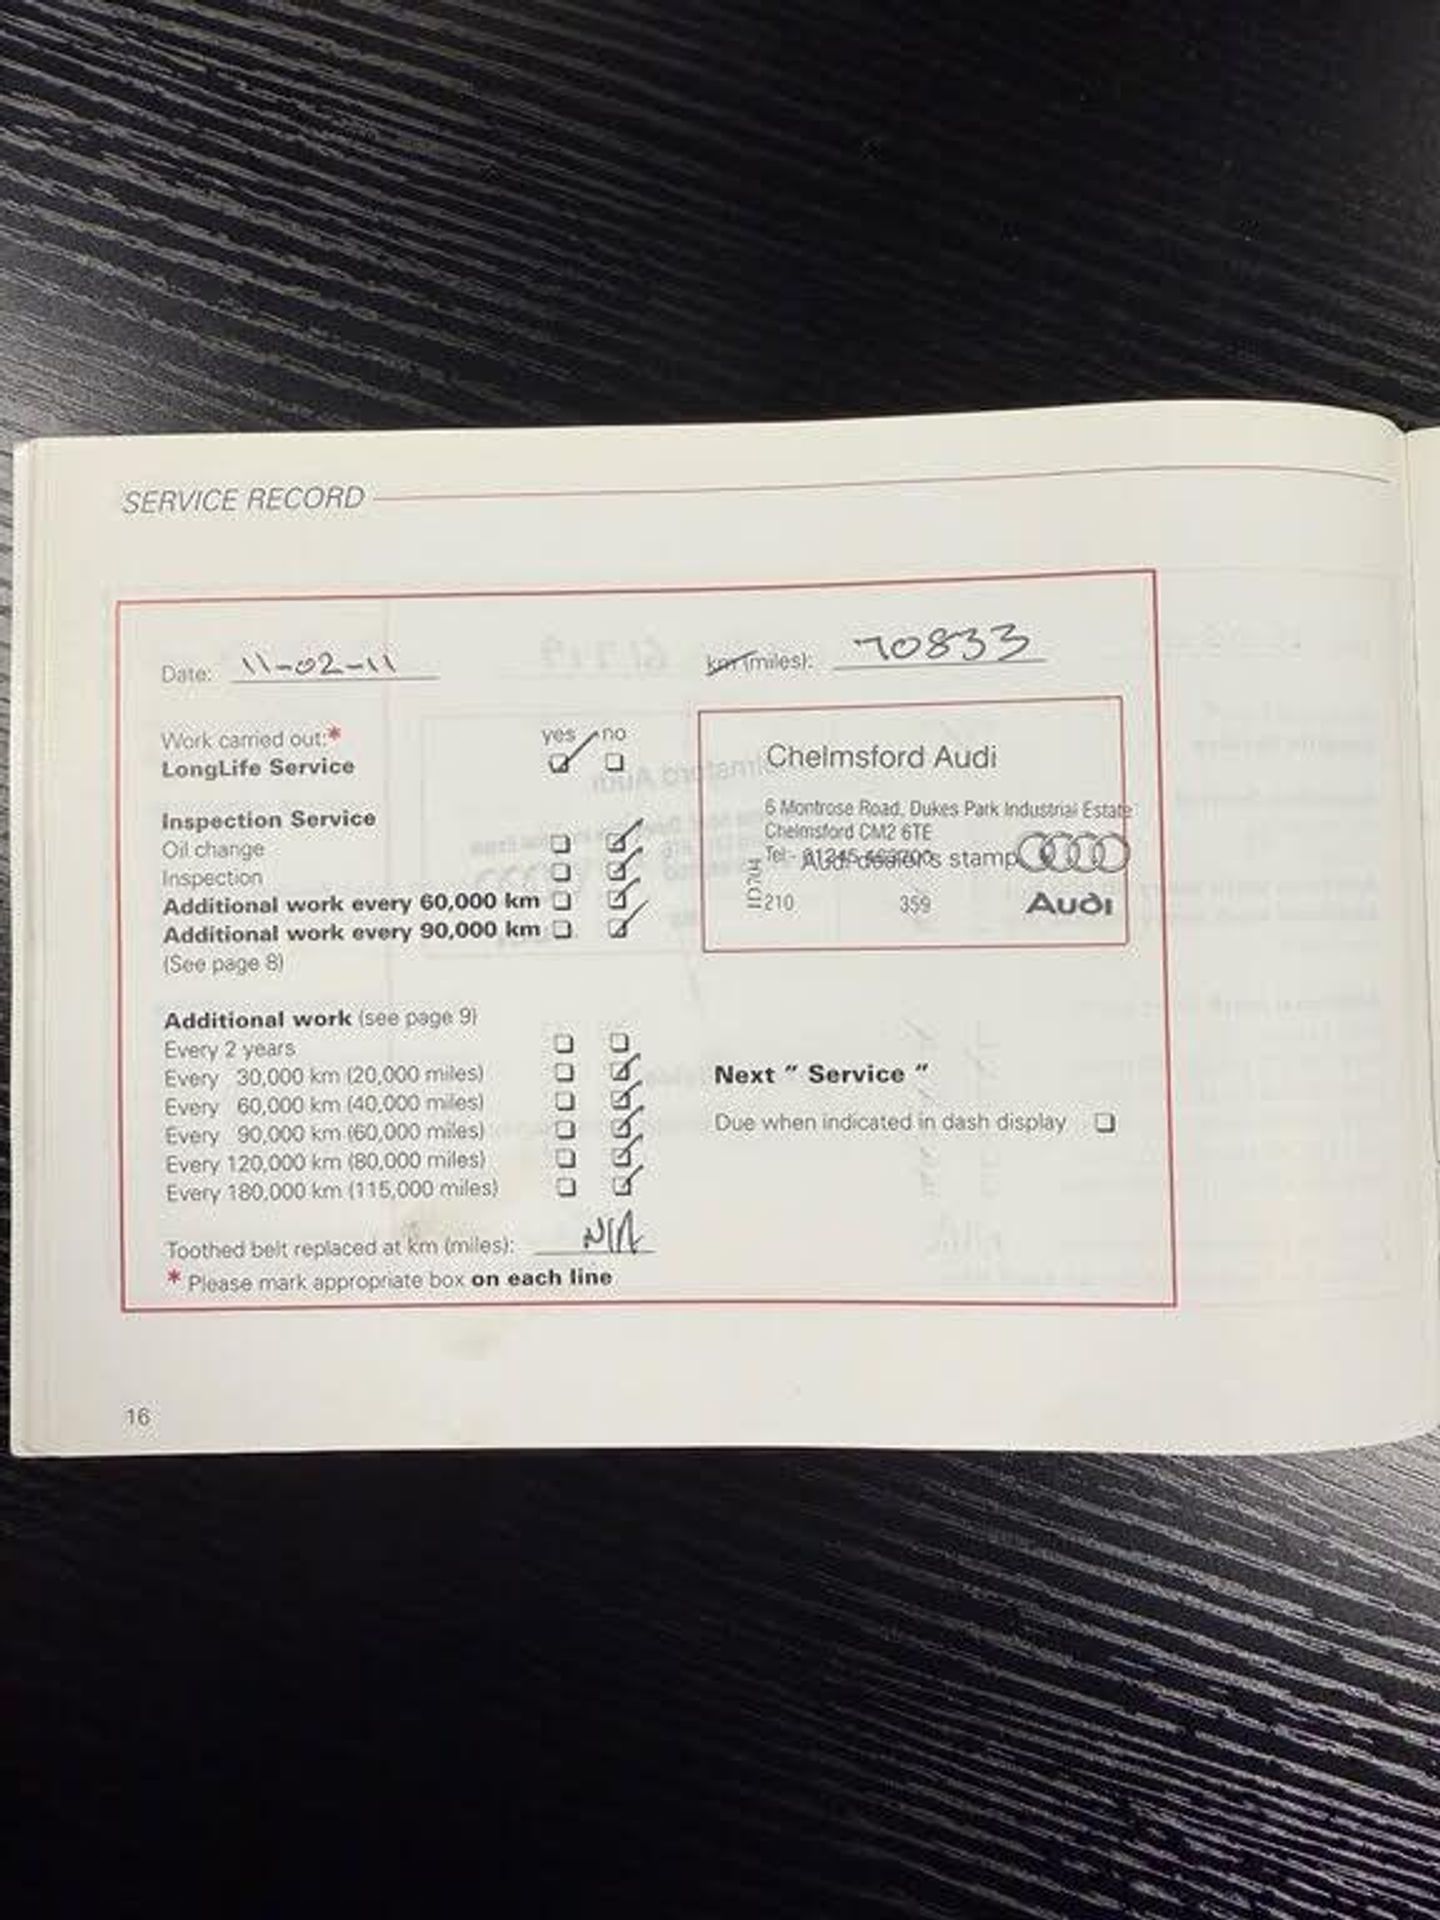 SERVICE RECORD
Date: 11-02-11
km (miles): 70833
Work carried out:* yes no
LongLife Service
Inspection Service
Oil change
Inspection
Additional work every 60,000 km
Additional work every 90,000 km
(See page 8)
Chelmsford Audi
6 Montrose Road, Dukes Park Industrial Estate
Chelmsford CM2 6TE
Tel:-
Audi dealer's stamp
210 359 Audi
Additional work (see page 9)
Every 2 years
Every 30,000 km (20,000 miles)
Every 60,000 km (40,000 miles)
Every 90,000 km (60,000 miles)
Every 120,000 km (80,000 miles)
Every 180,000 km (115,000 miles)
Next " Service "
Due when indicated in dash display
Toothed belt replaced at km (miles): N/A
* Please mark appropriate box on each line
16